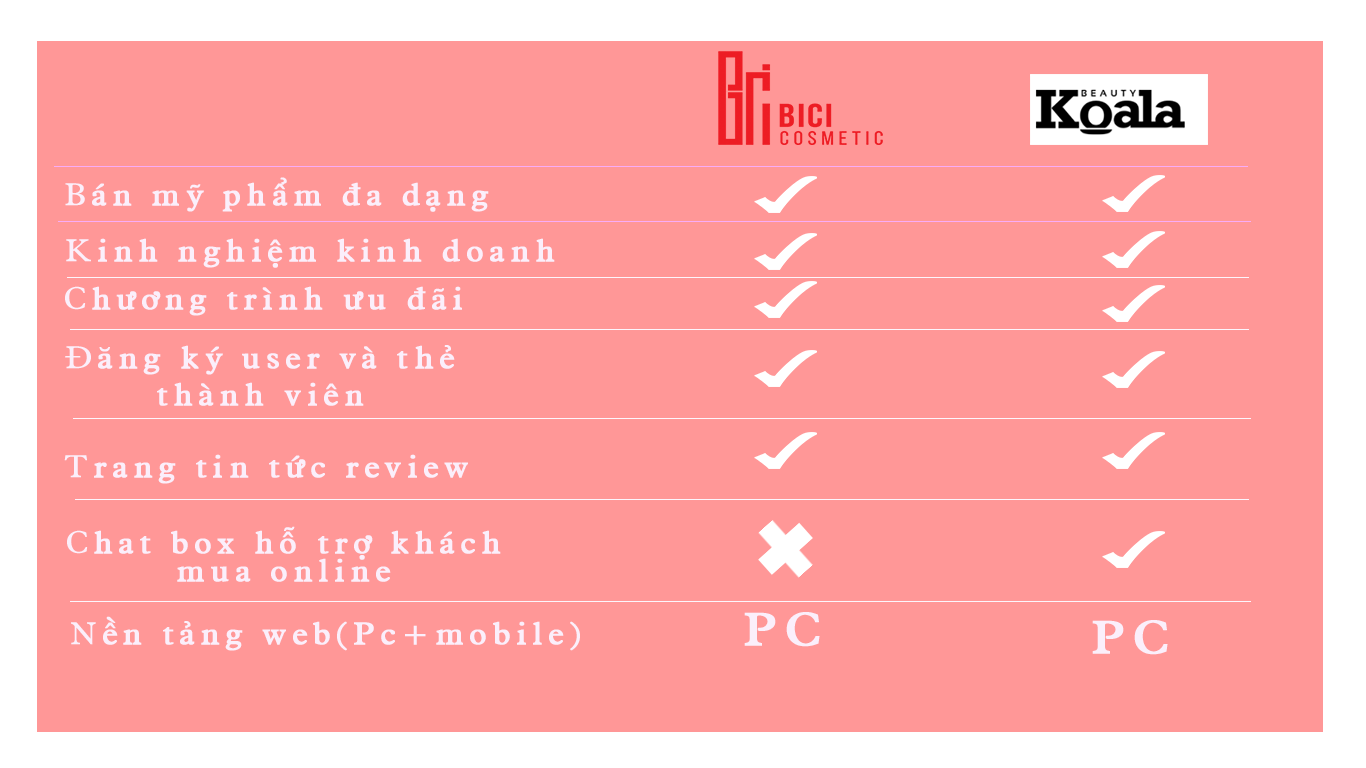 Bri BICI
COSMETIC
BEAUTY
Koala
Bán mỹ phẩm đa dạng
Kinh nghiệm kinh doanh
Chương trình ưu đãi
Đăng ký user và thẻ
thành viên
Trang tin tức review
Chat box hỗ trợ khách
mua online
Nền tảng web(Pc+mobile)
PC
PC